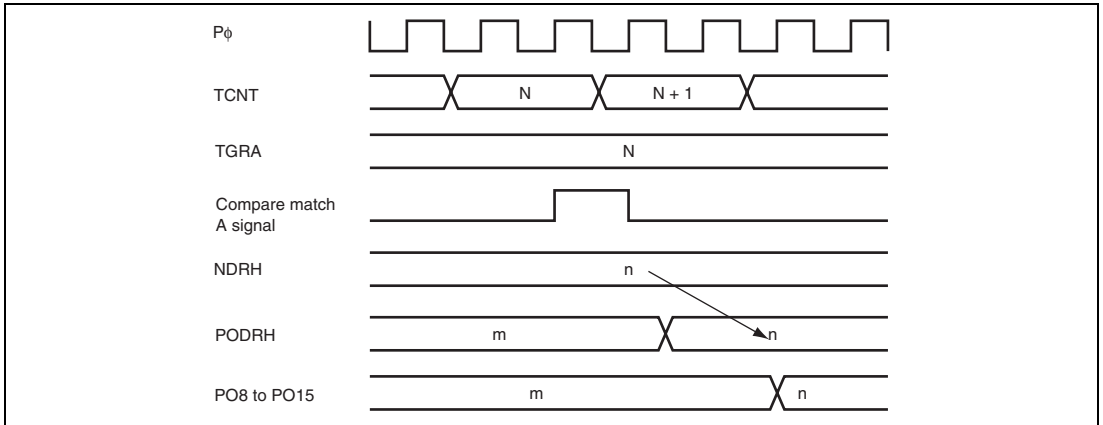 Pϕ
TCNT
N
N + 1
TGRA
N
Compare match
A signal
NDRH
n
PODRH
m
n
PO8 to PO15
m
n